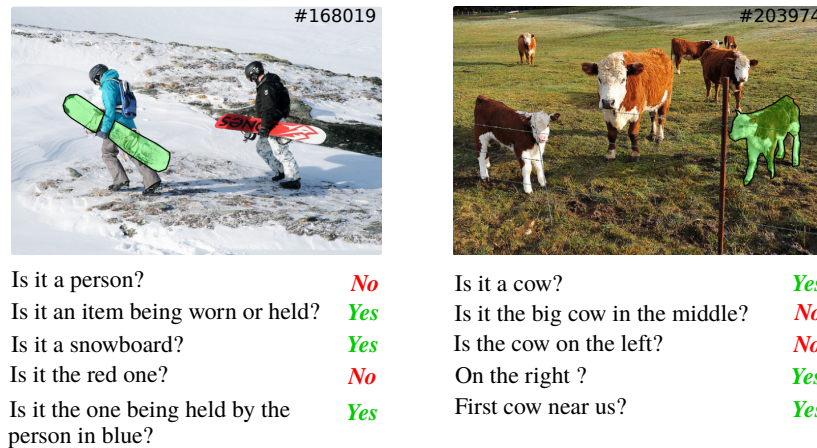 #168019
#203974
SONES
Is it a person? No
Is it an item being worn or held? Yes
Is it a snowboard? Yes
Is it the red one? No
Is it the one being held by the
person in blue? Yes
Is it a cow? Yes
Is it the big cow in the middle? No
Is the cow on the left? No
On the right ? Yes
First cow near us? Yes